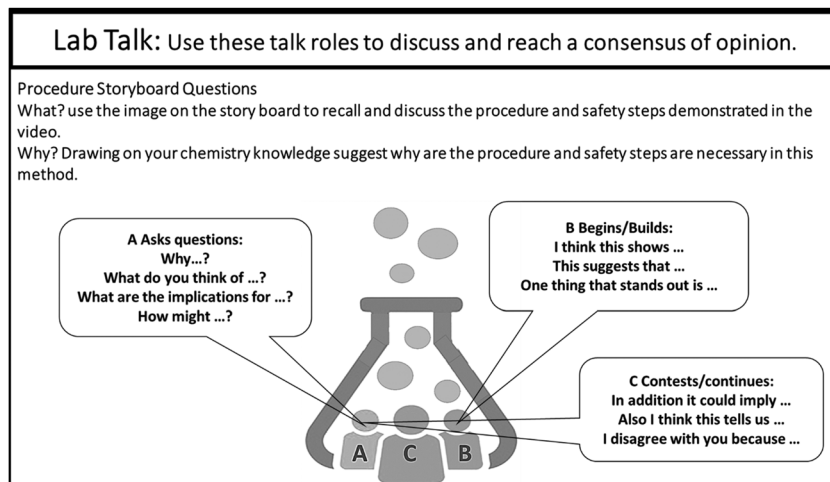 Lab Talk: Use these talk roles to discuss and reach a consensus of opinion.
Procedure Storyboard Questions
What? use the image on the story board to recall and discuss the procedure and safety steps demonstrated in the
video.
Why? Drawing on your chemistry knowledge suggest why are the procedure and safety steps are necessary in this
method.
A Asks questions:
Why...?
What do you think of ...?
What are the implications for ...?
How might ...?
B Begins/Builds:
I think this shows ...
This suggests that ...
One thing that stands out is ...
C Contests/continues:
In addition it could imply ...
Also I think this tells us ...
I disagree with you because ...
A C B